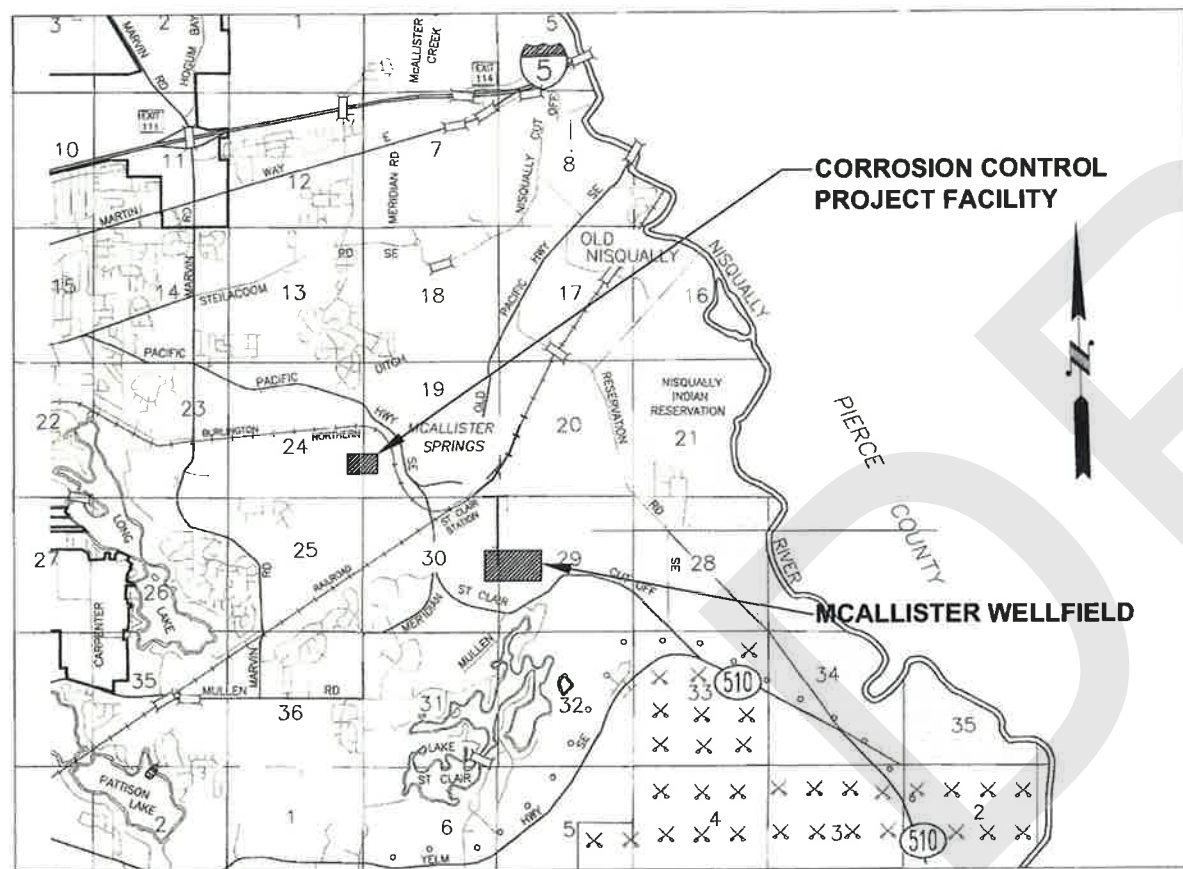 3
2
1
5
MARVIN RD
HOGUM BAY
McALLISTER CREEK
EXIT 114
5
EXIT 111
10
11
12
7
8
MARTIN WAY E
MERIDIAN RD
NISQUALLY CUT OFF
CORROSION CONTROL
PROJECT FACILITY
MARVIN RD
15
14
STEILACOOM RD SE
13
18
17
16
OLD
NISQUALLY
NISQUALLY
PACIFIC HWY SE
PACIFIC
PACIFIC HWY SE
DITCH
19
OLD
20
RESERVATION
NISQUALLY
INDIAN
RESERVATION
21
22
23
24
BURLINGTON NORTHERN
MCALLISTER
SPRINGS
N
PIERCE
COUNTY
ST CLAIR
STATION
RD
SE
27
LONG
LAKE
26
25
RD
RAILROAD
30
29
28
ST CLAIR CUT OFF
RIVER
MERIDIAN
MCALLISTER WELLFIELD
CARPENTER
35
MULLEN RD
MARVIN
36
MULLEN
31
32
33
510
34
35
LAKE
ST CLAIR
SE
HWY
YELM
PATTISON
LAKE
2
1
6
5
4
3
2
510